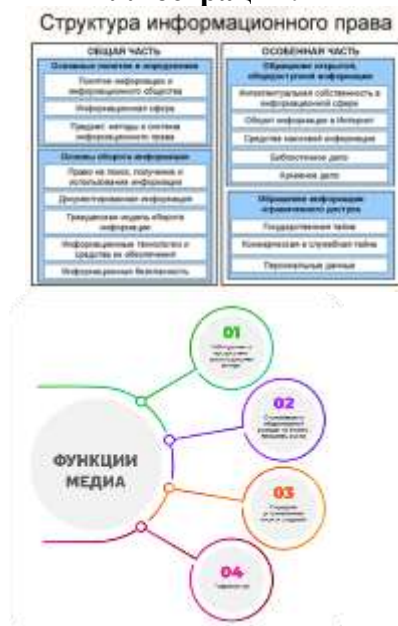 Структура информационного права
ОБЩАЯ ЧАСТЬ
Основные понятия и определения
Понятие информации и
информационного общества
Информационная сфера
Предмет, методы и система
информационного права
Основы оборота информации
Право на поиск, получение и
использование информации
Документированная информация
Гражданская модель оборота
информации
Информационные технологии и
средства их обеспечения
Информационная безопасность
ОСОБЕННАЯ ЧАСТЬ
Обращение открытой,
общедоступной информации
Интеллектуальная собственность в
информационной сфере
Оборот информации в Интернет
Средства массовой информации
Библиотечное дело
Архивное дело
Обращение информации
ограниченного доступа
Государственная тайна
Коммерческая и служебная тайна
Персональные данные
ФУНКЦИИ
МЕДИА
01
02
03
04